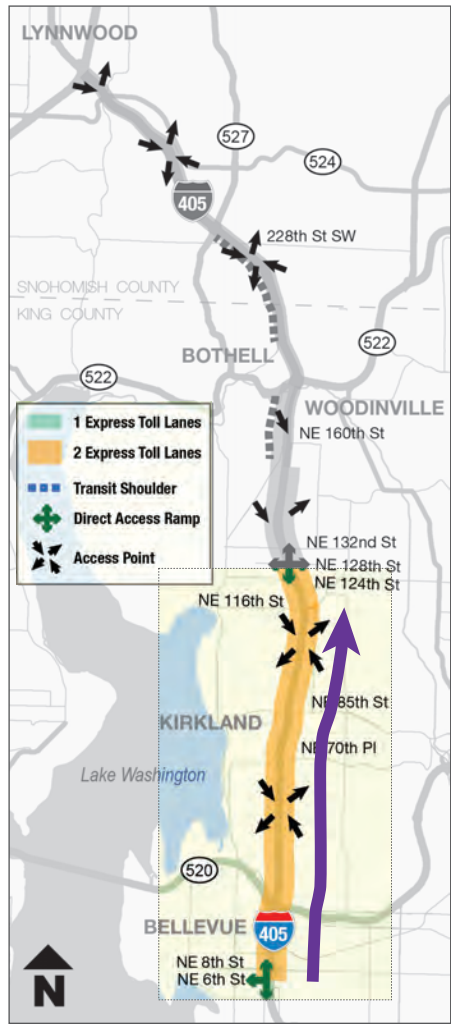 LYNNWOOD
527
524
405
228th St SW
SNOHOMISH COUNTY
KING COUNTY
522
BOTHELL
522
WOODINVILLE
1 Express Toll Lanes
2 Express Toll Lanes
Transit Shoulder
Direct Access Ramp
Access Point
NE 160th St
NE 132nd St
NE 128th St
NE 124th St
NE 116th St
NE 85th St
KIRKLAND
NE 70th Pl
Lake Washington
520
BELLEVUE
405
NE 8th St
NE 6th St
N